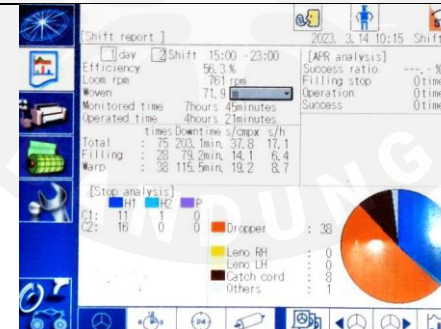 [Shift report ]
2023. 3.14 10:15 Shift
1 day 2 Shift 15:00 -23:00
[APR analysis]
Efficiency 56.3 %
Success ratio ---.- %
Loom rpm 761 rpm
Filling stop 0time
Woven 71.9 m
Operation 0time
Monitored time 7hours 45minutes
Success 0time
Operated time 4hours 21minutes
times Downtime s/cmpx s/h
Total : 75 203.1min. 37.8 17.1
Filling : 28 79.2min. 14.1 6.4
Warp : 38 115.5min. 19.2 8.7
[Stop analysis]
H1 H2 P
C1: 11 1 0
C2: 16 0 0
Dropper : 38
Leno RH : 0
Leno LH : 0
Catch cord : 8
Others : 1